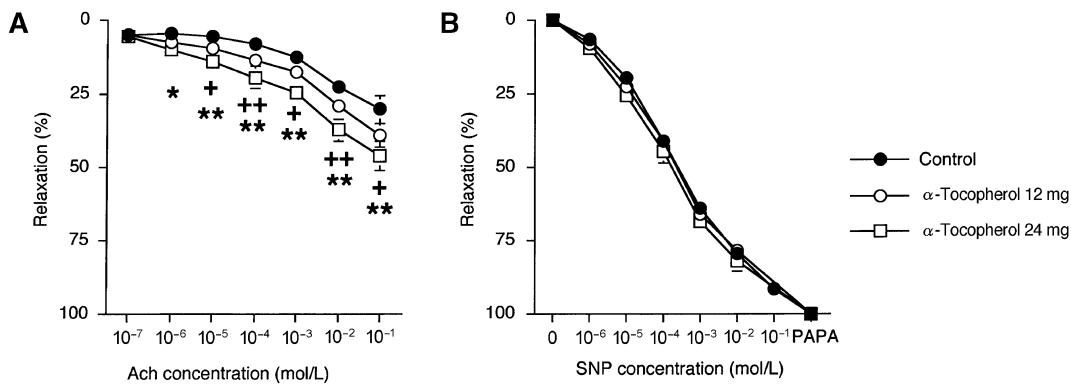 A
0
25
50
75
100
Relaxation (%)
*
+
**
++
**
+
**
++
**
+
**
10⁻⁷ 10⁻⁶ 10⁻⁵ 10⁻⁴ 10⁻³ 10⁻² 10⁻¹
Ach concentration (mol/L)
B
0
25
50
75
100
Relaxation (%)
0 10⁻⁶ 10⁻⁵ 10⁻⁴ 10⁻³ 10⁻² 10⁻¹ PAPA
SNP concentration (mol/L)
Control
α-Tocopherol 12 mg
α-Tocopherol 24 mg